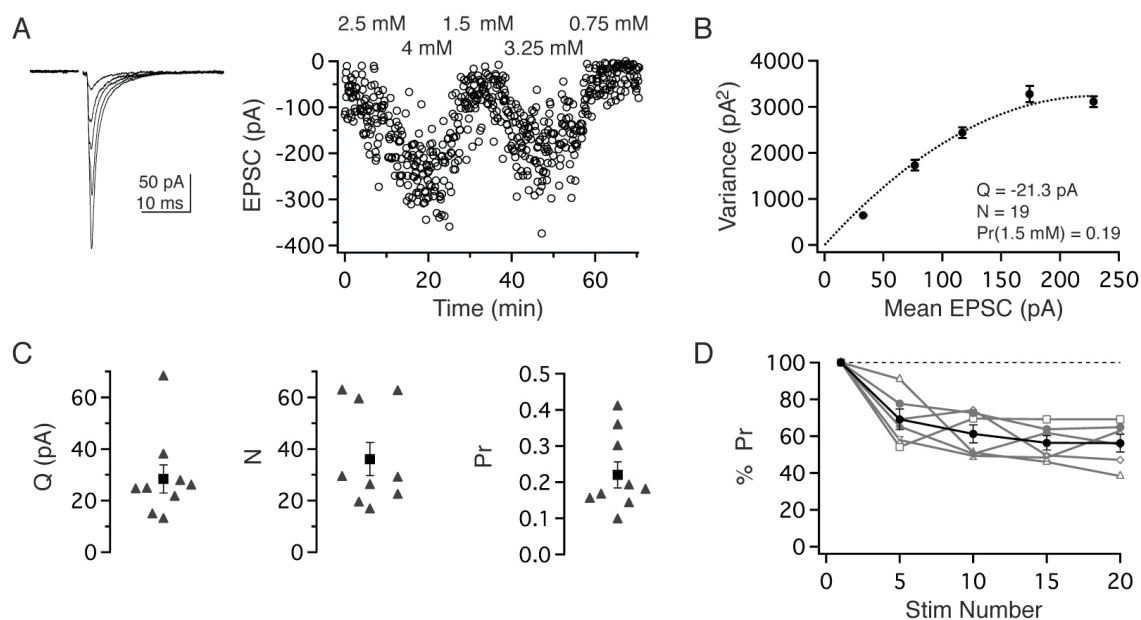 A
2.5 mM
1.5 mM
0.75 mM
4 mM
3.25 mM
50 pA
10 ms
EPSC (pA)
0
-100
-200
-300
-400
0
20
40
60
Time (min)
B
Variance (pA²)
4000
3000
2000
1000
0
Q = -21.3 pA
N = 19
Pr(1.5 mM) = 0.19
0
50
100
150
200
250
Mean EPSC (pA)
C
Q (pA)
60
40
20
0
N
60
40
20
0
Pr
0.5
0.4
0.3
0.2
0.1
0.0
D
% Pr
100
80
60
40
20
0
0
5
10
15
20
Stim Number